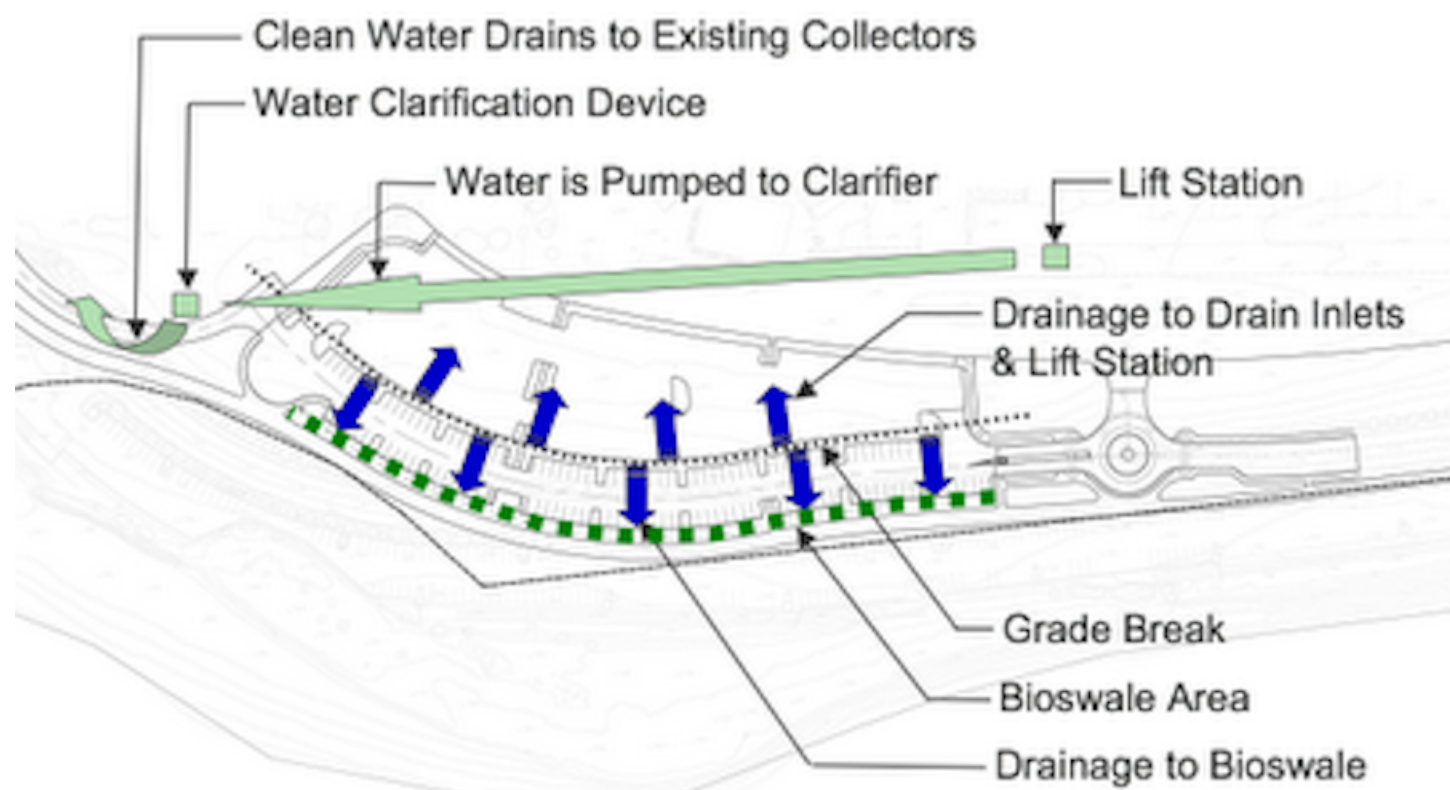 Clean Water Drains to Existing Collectors
Water Clarification Device
Water is Pumped to Clarifier
Lift Station
Drainage to Drain Inlets
& Lift Station
Grade Break
Bioswale Area
Drainage to Bioswale